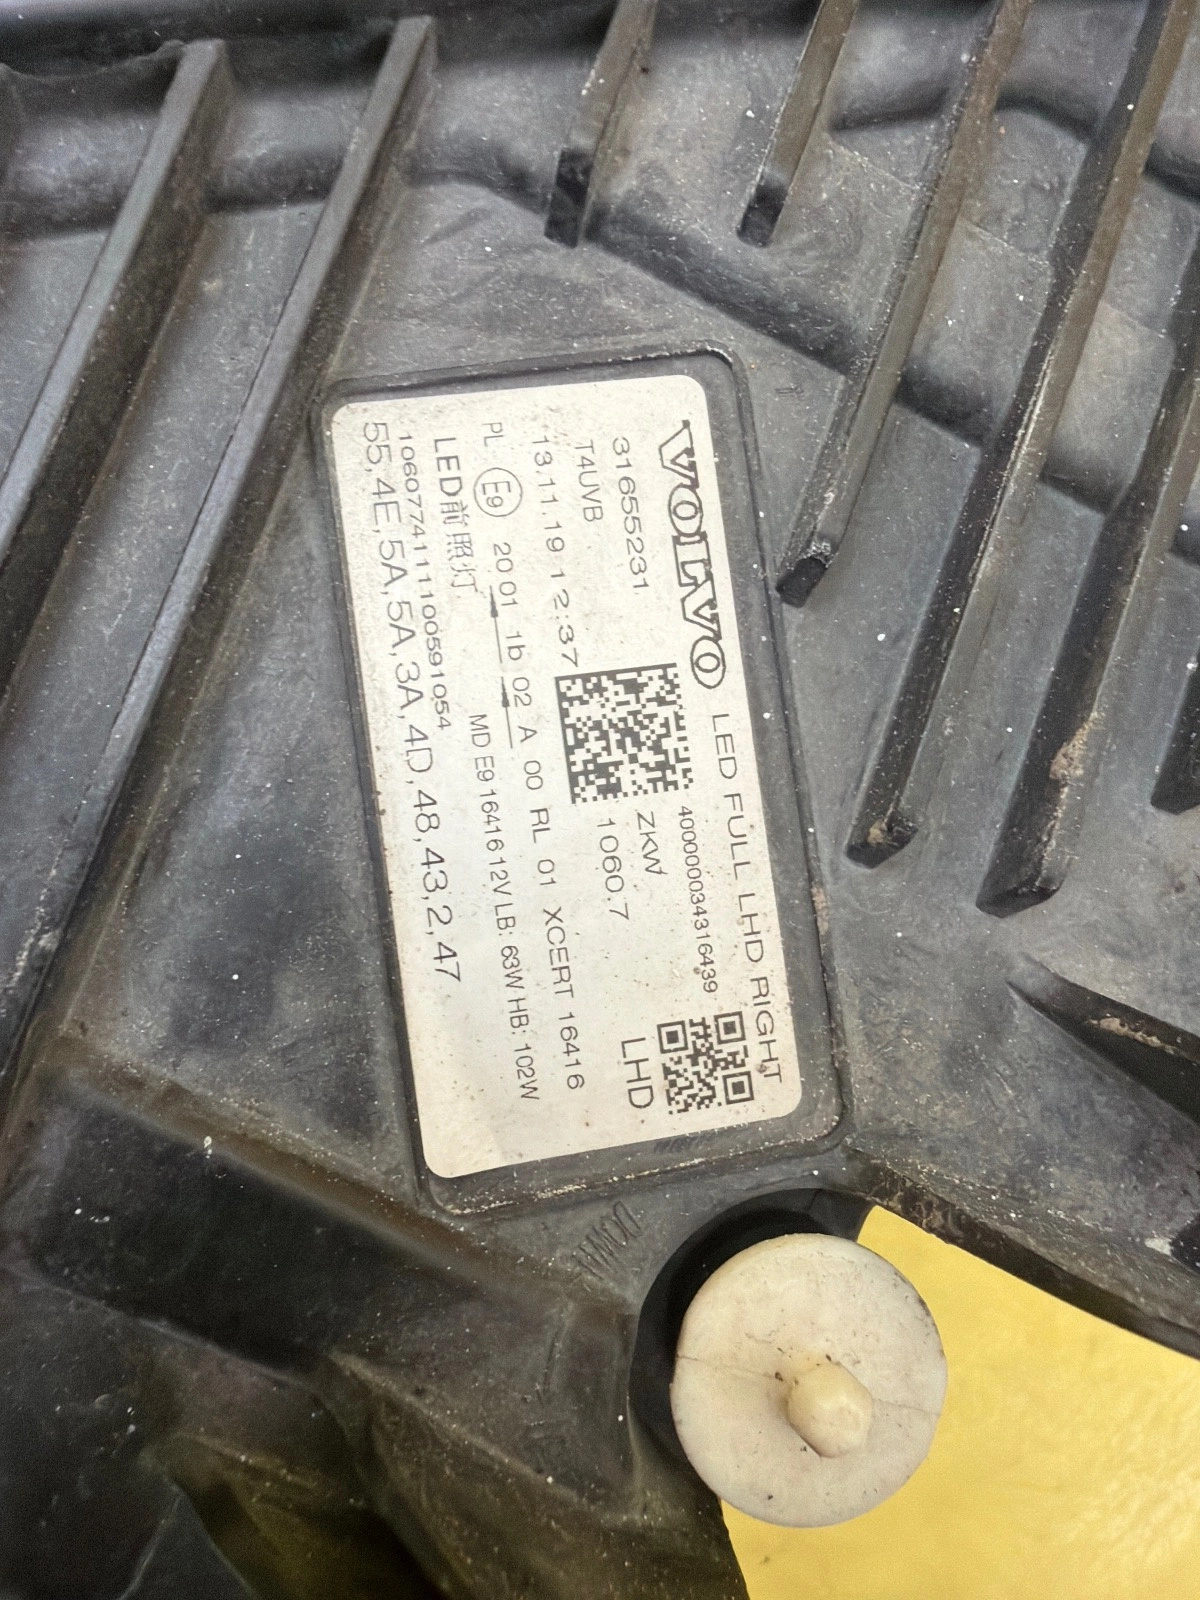 VOLVO LED FULL LHD RIGHT
31655231 400000034316439
T4UVB ZKW LHD
13.11.19 12:37 1060.7
PL E9 20 01 1b 02 A 00 RL 01 XCERT 16416
LED前照灯 MD E9 16416 12V LB: 63W HB: 102W
10607741111100591054
55,4E,5A,5A,3A,4D,48,43,2,47